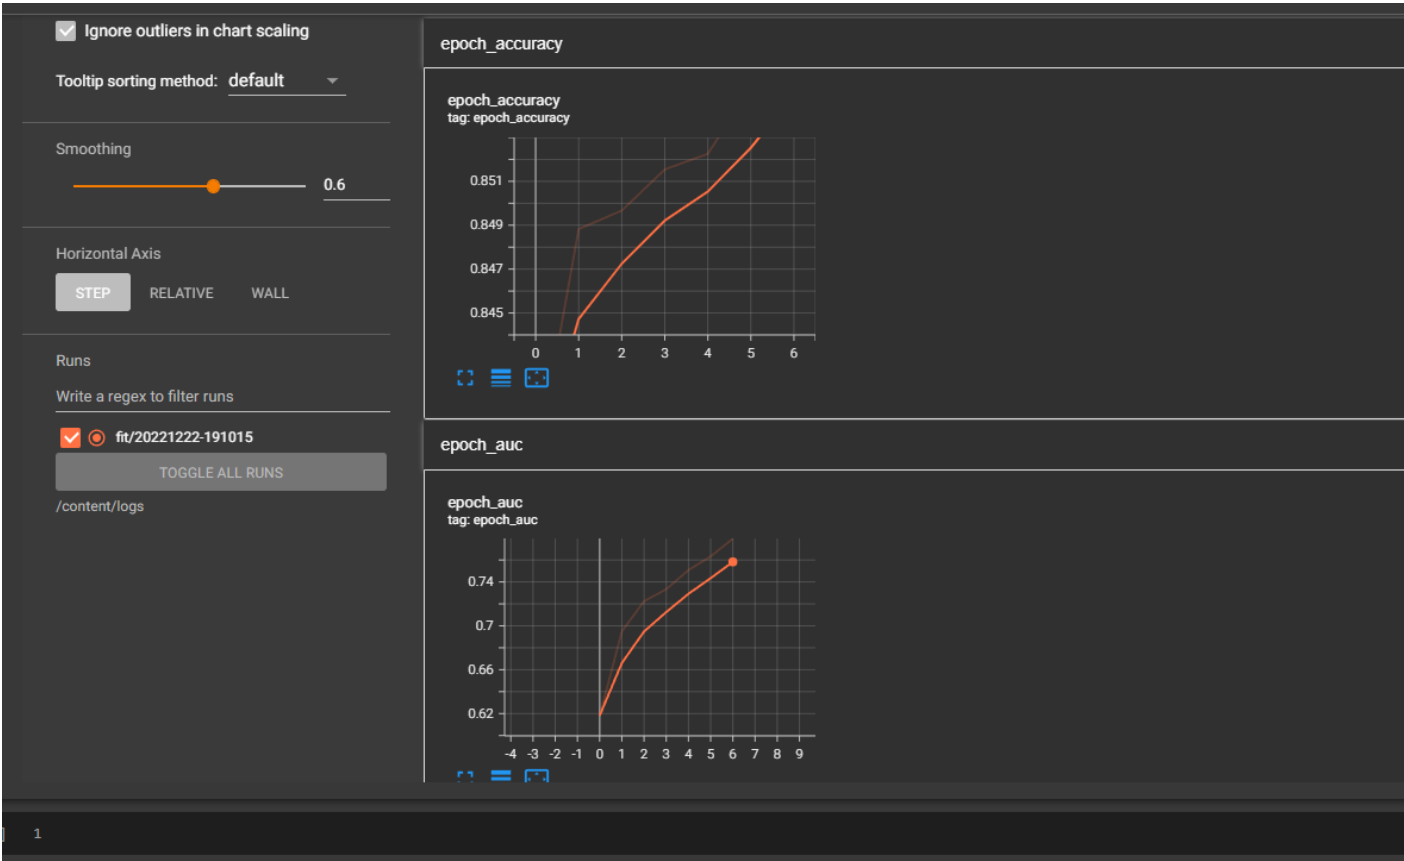 Ignore outliers in chart scaling
Tooltip sorting method: default
Smoothing
0.6
Horizontal Axis
STEP RELATIVE WALL
Runs
Write a regex to filter runs
fit/20221222-191015
TOGGLE ALL RUNS
/content/logs
epoch_accuracy
epoch_accuracy
tag: epoch_accuracy
0.851
0.849
0.847
0.845
0 1 2 3 4 5 6
epoch_auc
epoch_auc
tag: epoch_auc
0.74
0.7
0.66
0.62
-4 -3 -2 -1 0 1 2 3 4 5 6 7 8 9
] 1